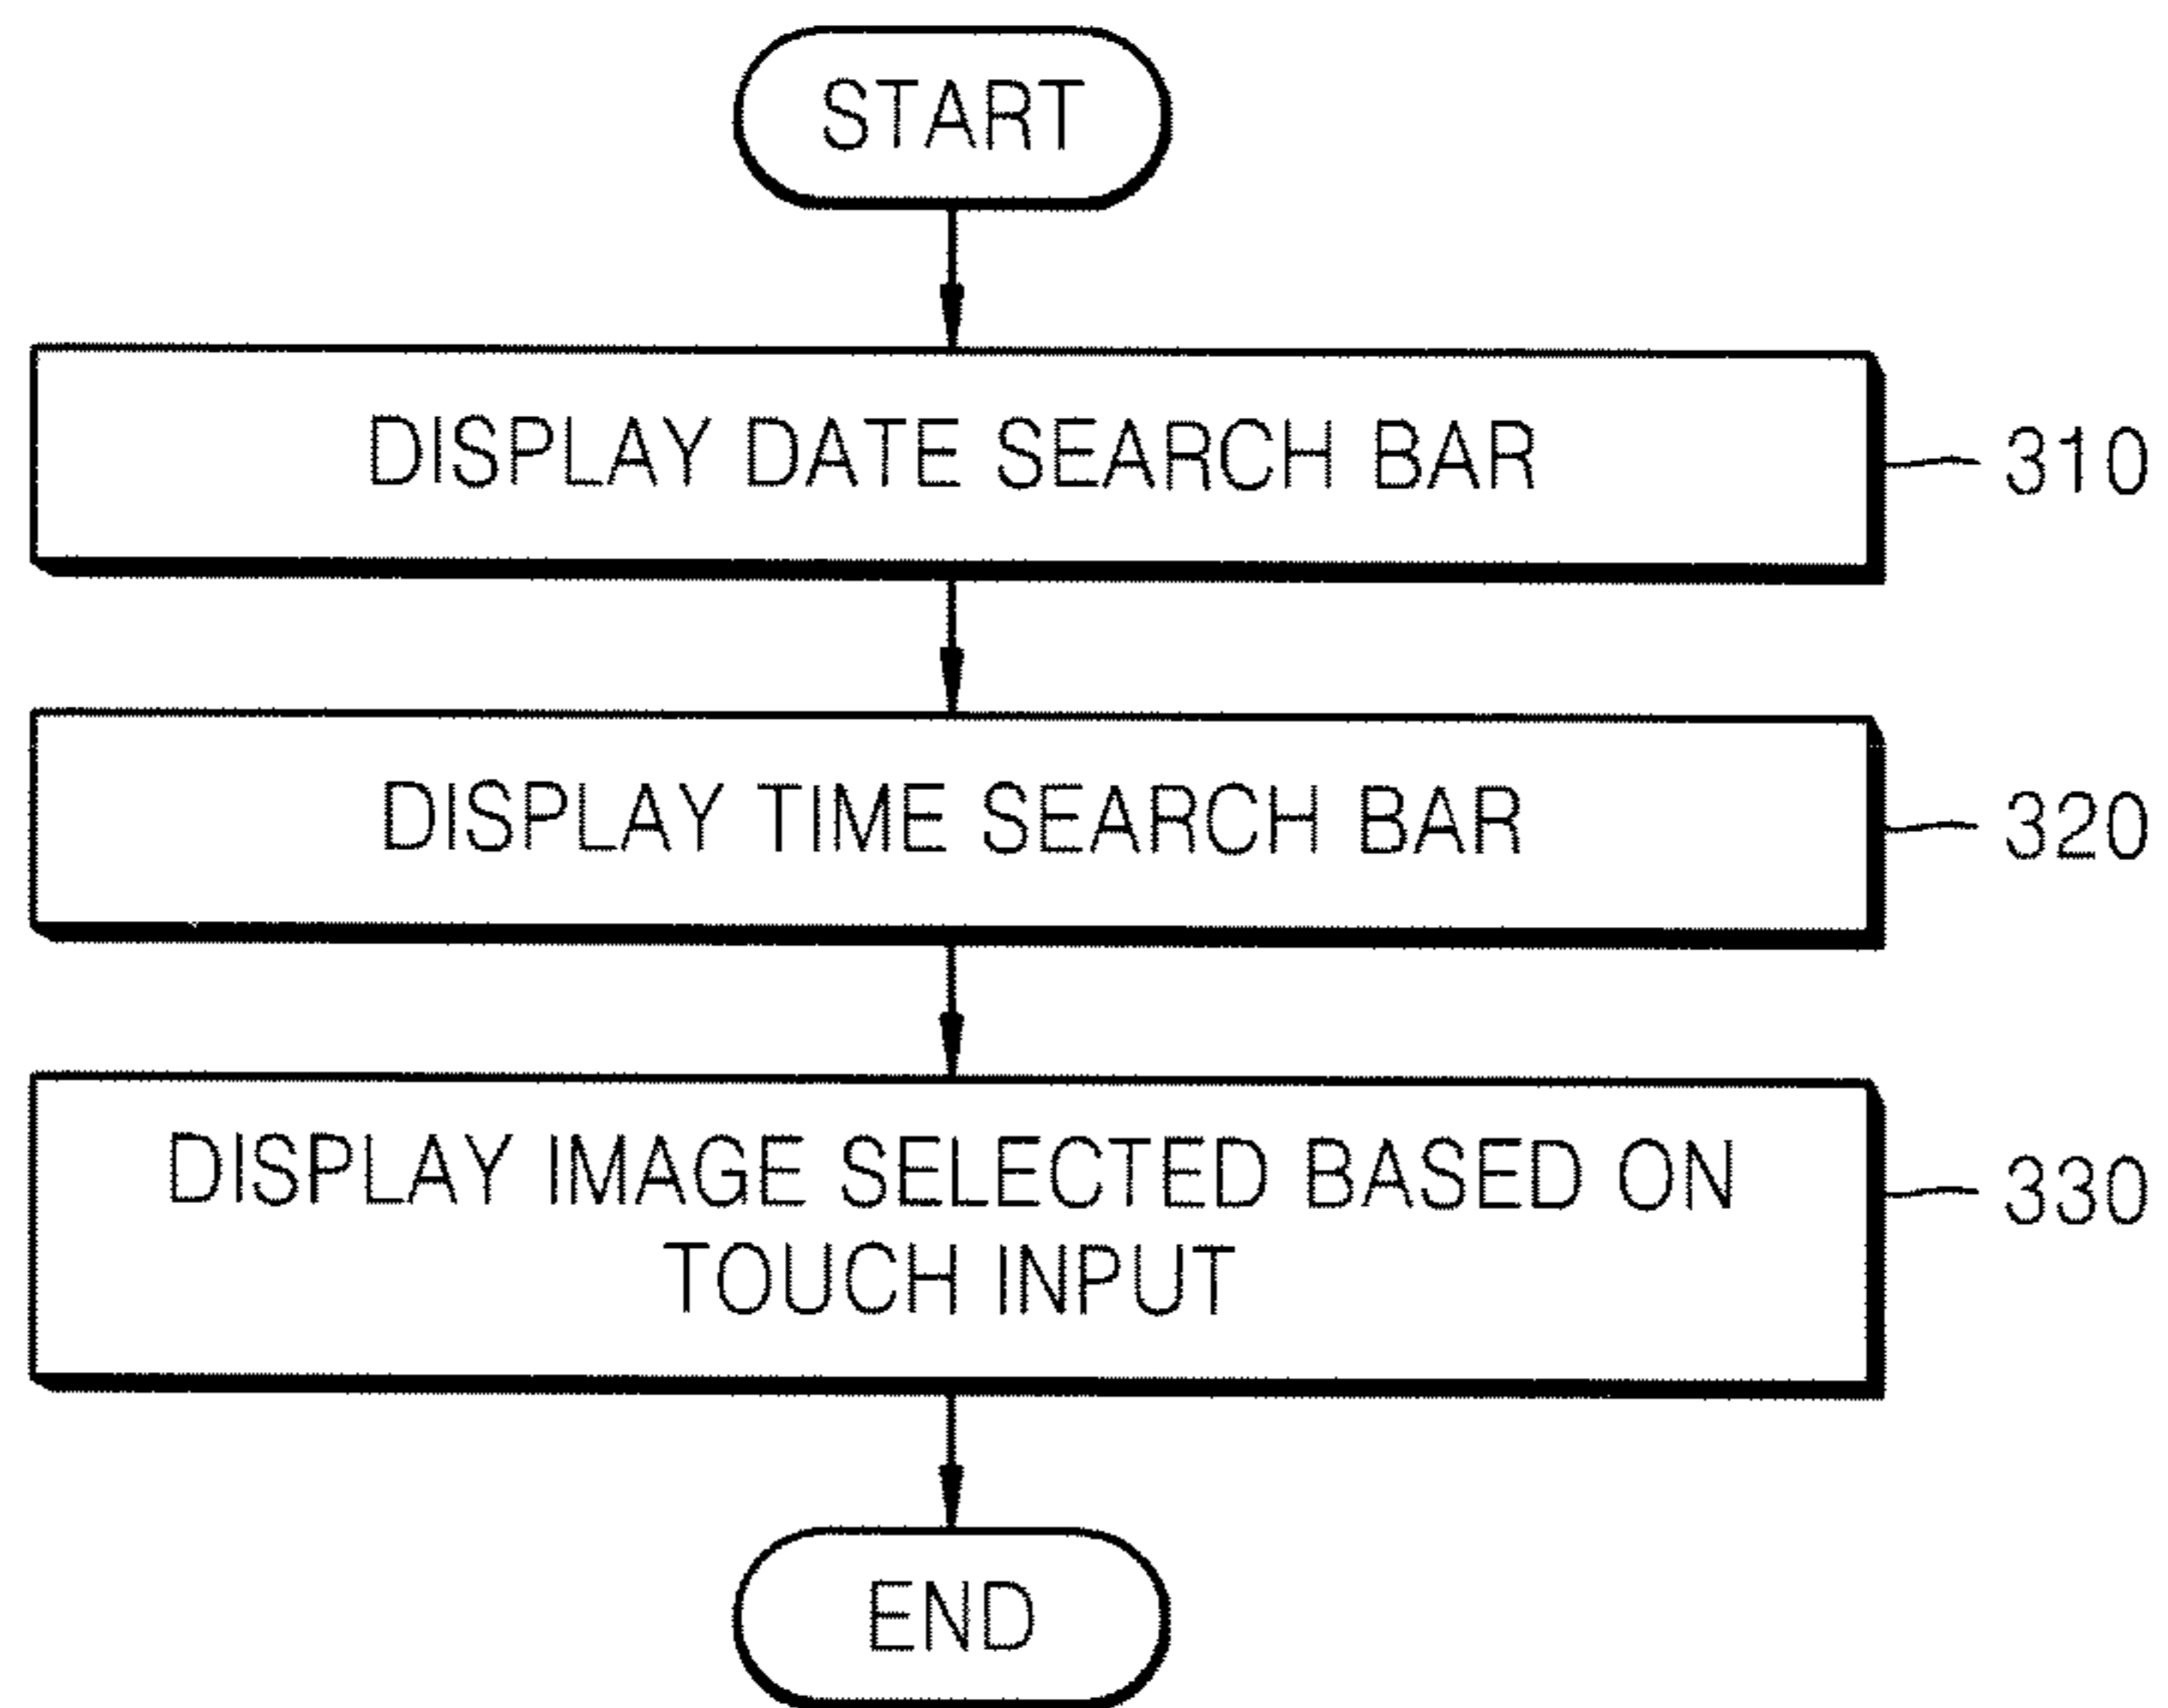 START
DISPLAY DATE SEARCH BAR
310
DISPLAY TIME SEARCH BAR
320
DISPLAY IMAGE SELECTED BASED ON
TOUCH INPUT
330
END